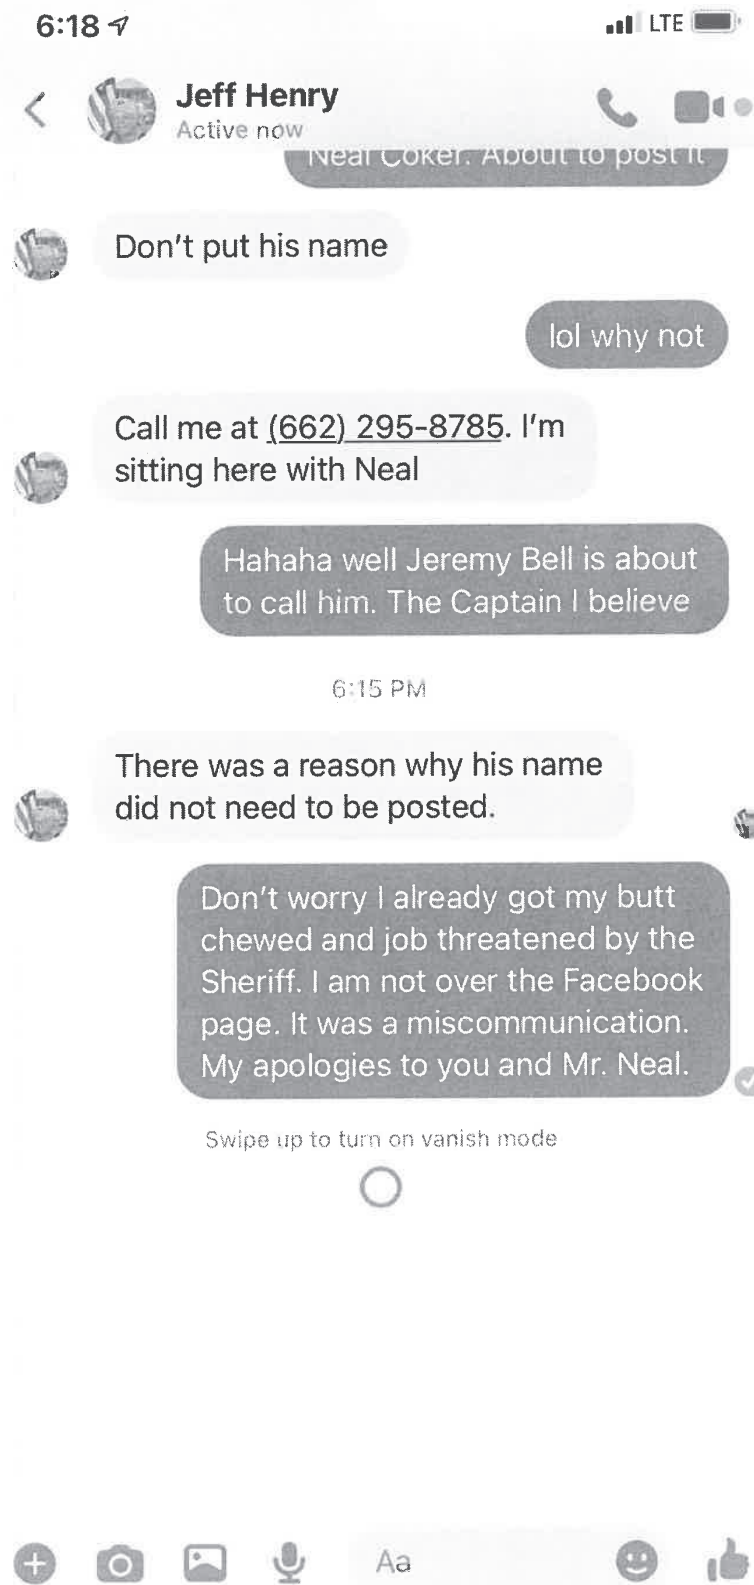 6:18
LTE
Jeff Henry
Active now
Neal Coker. About to post it
Don't put his name
lol why not
Call me at (662) 295-8785. I'm
sitting here with Neal
Hahaha well Jeremy Bell is about
to call him. The Captain I believe
6:15 PM
There was a reason why his name
did not need to be posted.
Don't worry I already got my butt
chewed and job threatened by the
Sheriff. I am not over the Facebook
page. It was a miscommunication.
My apologies to you and Mr. Neal.
Swipe up to turn on vanish mode
Aa